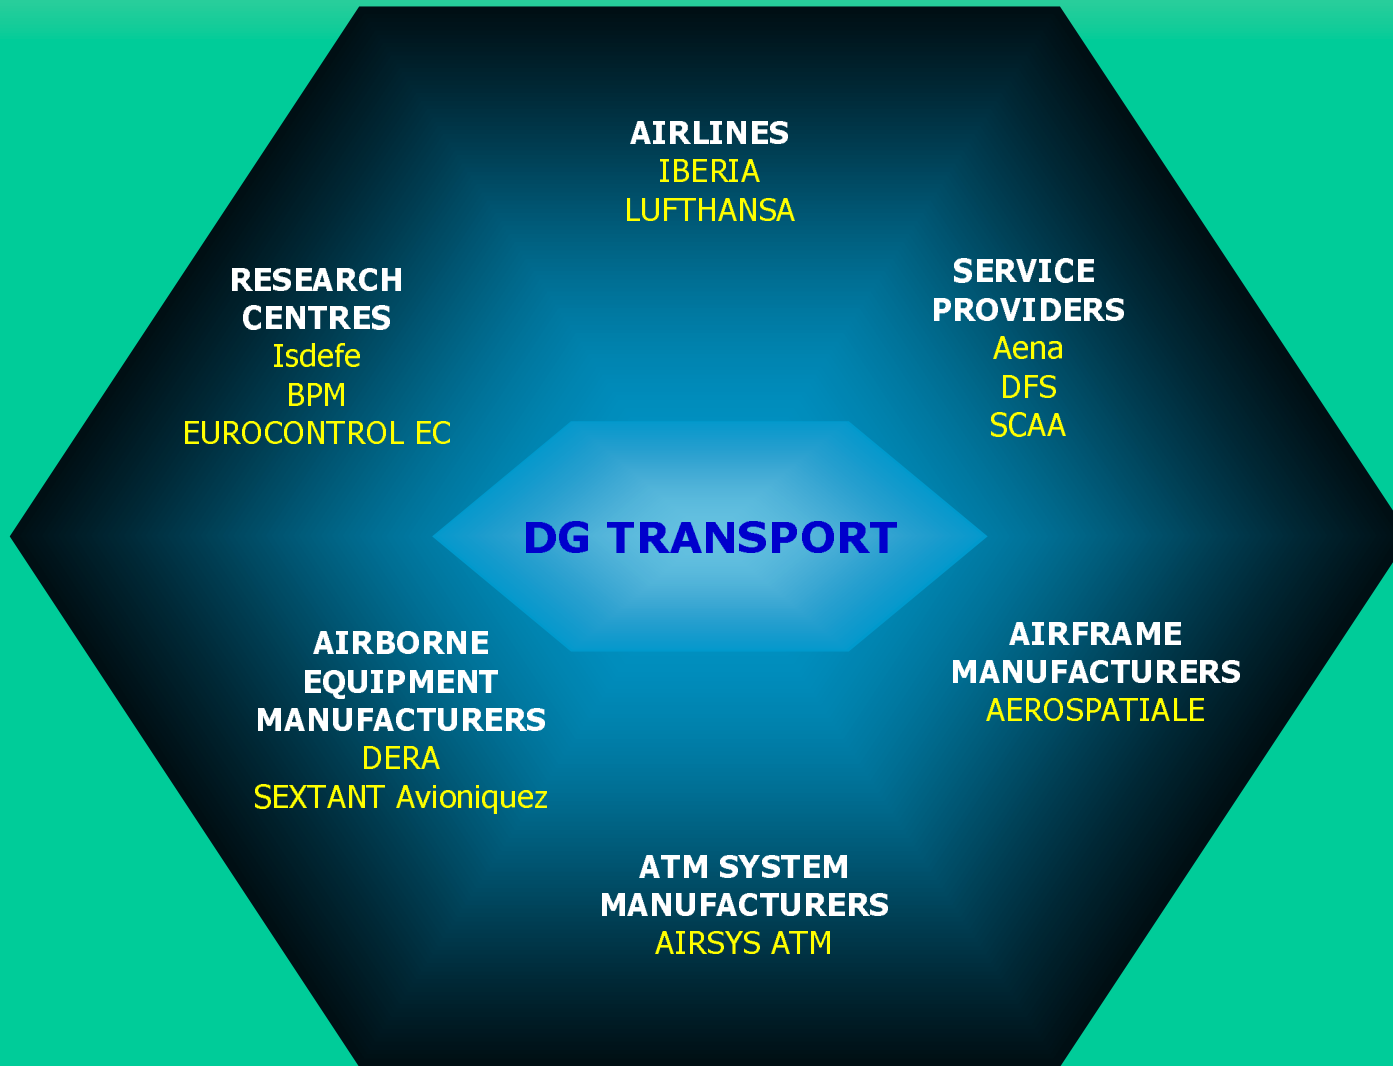 AIRLINES
IBERIA
LUFTHANSA
RESEARCH
CENTRES
Isdefe
BPM
EUROCONTROL EC
SERVICE
PROVIDERS
Aena
DFS
SCAA
DG TRANSPORT
AIRBORNE
EQUIPMENT
MANUFACTURERS
DERA
SEXTANT Avioniquez
AIRFRAME
MANUFACTURERS
AEROSPATIALE
ATM SYSTEM
MANUFACTURERS
AIRSYS ATM